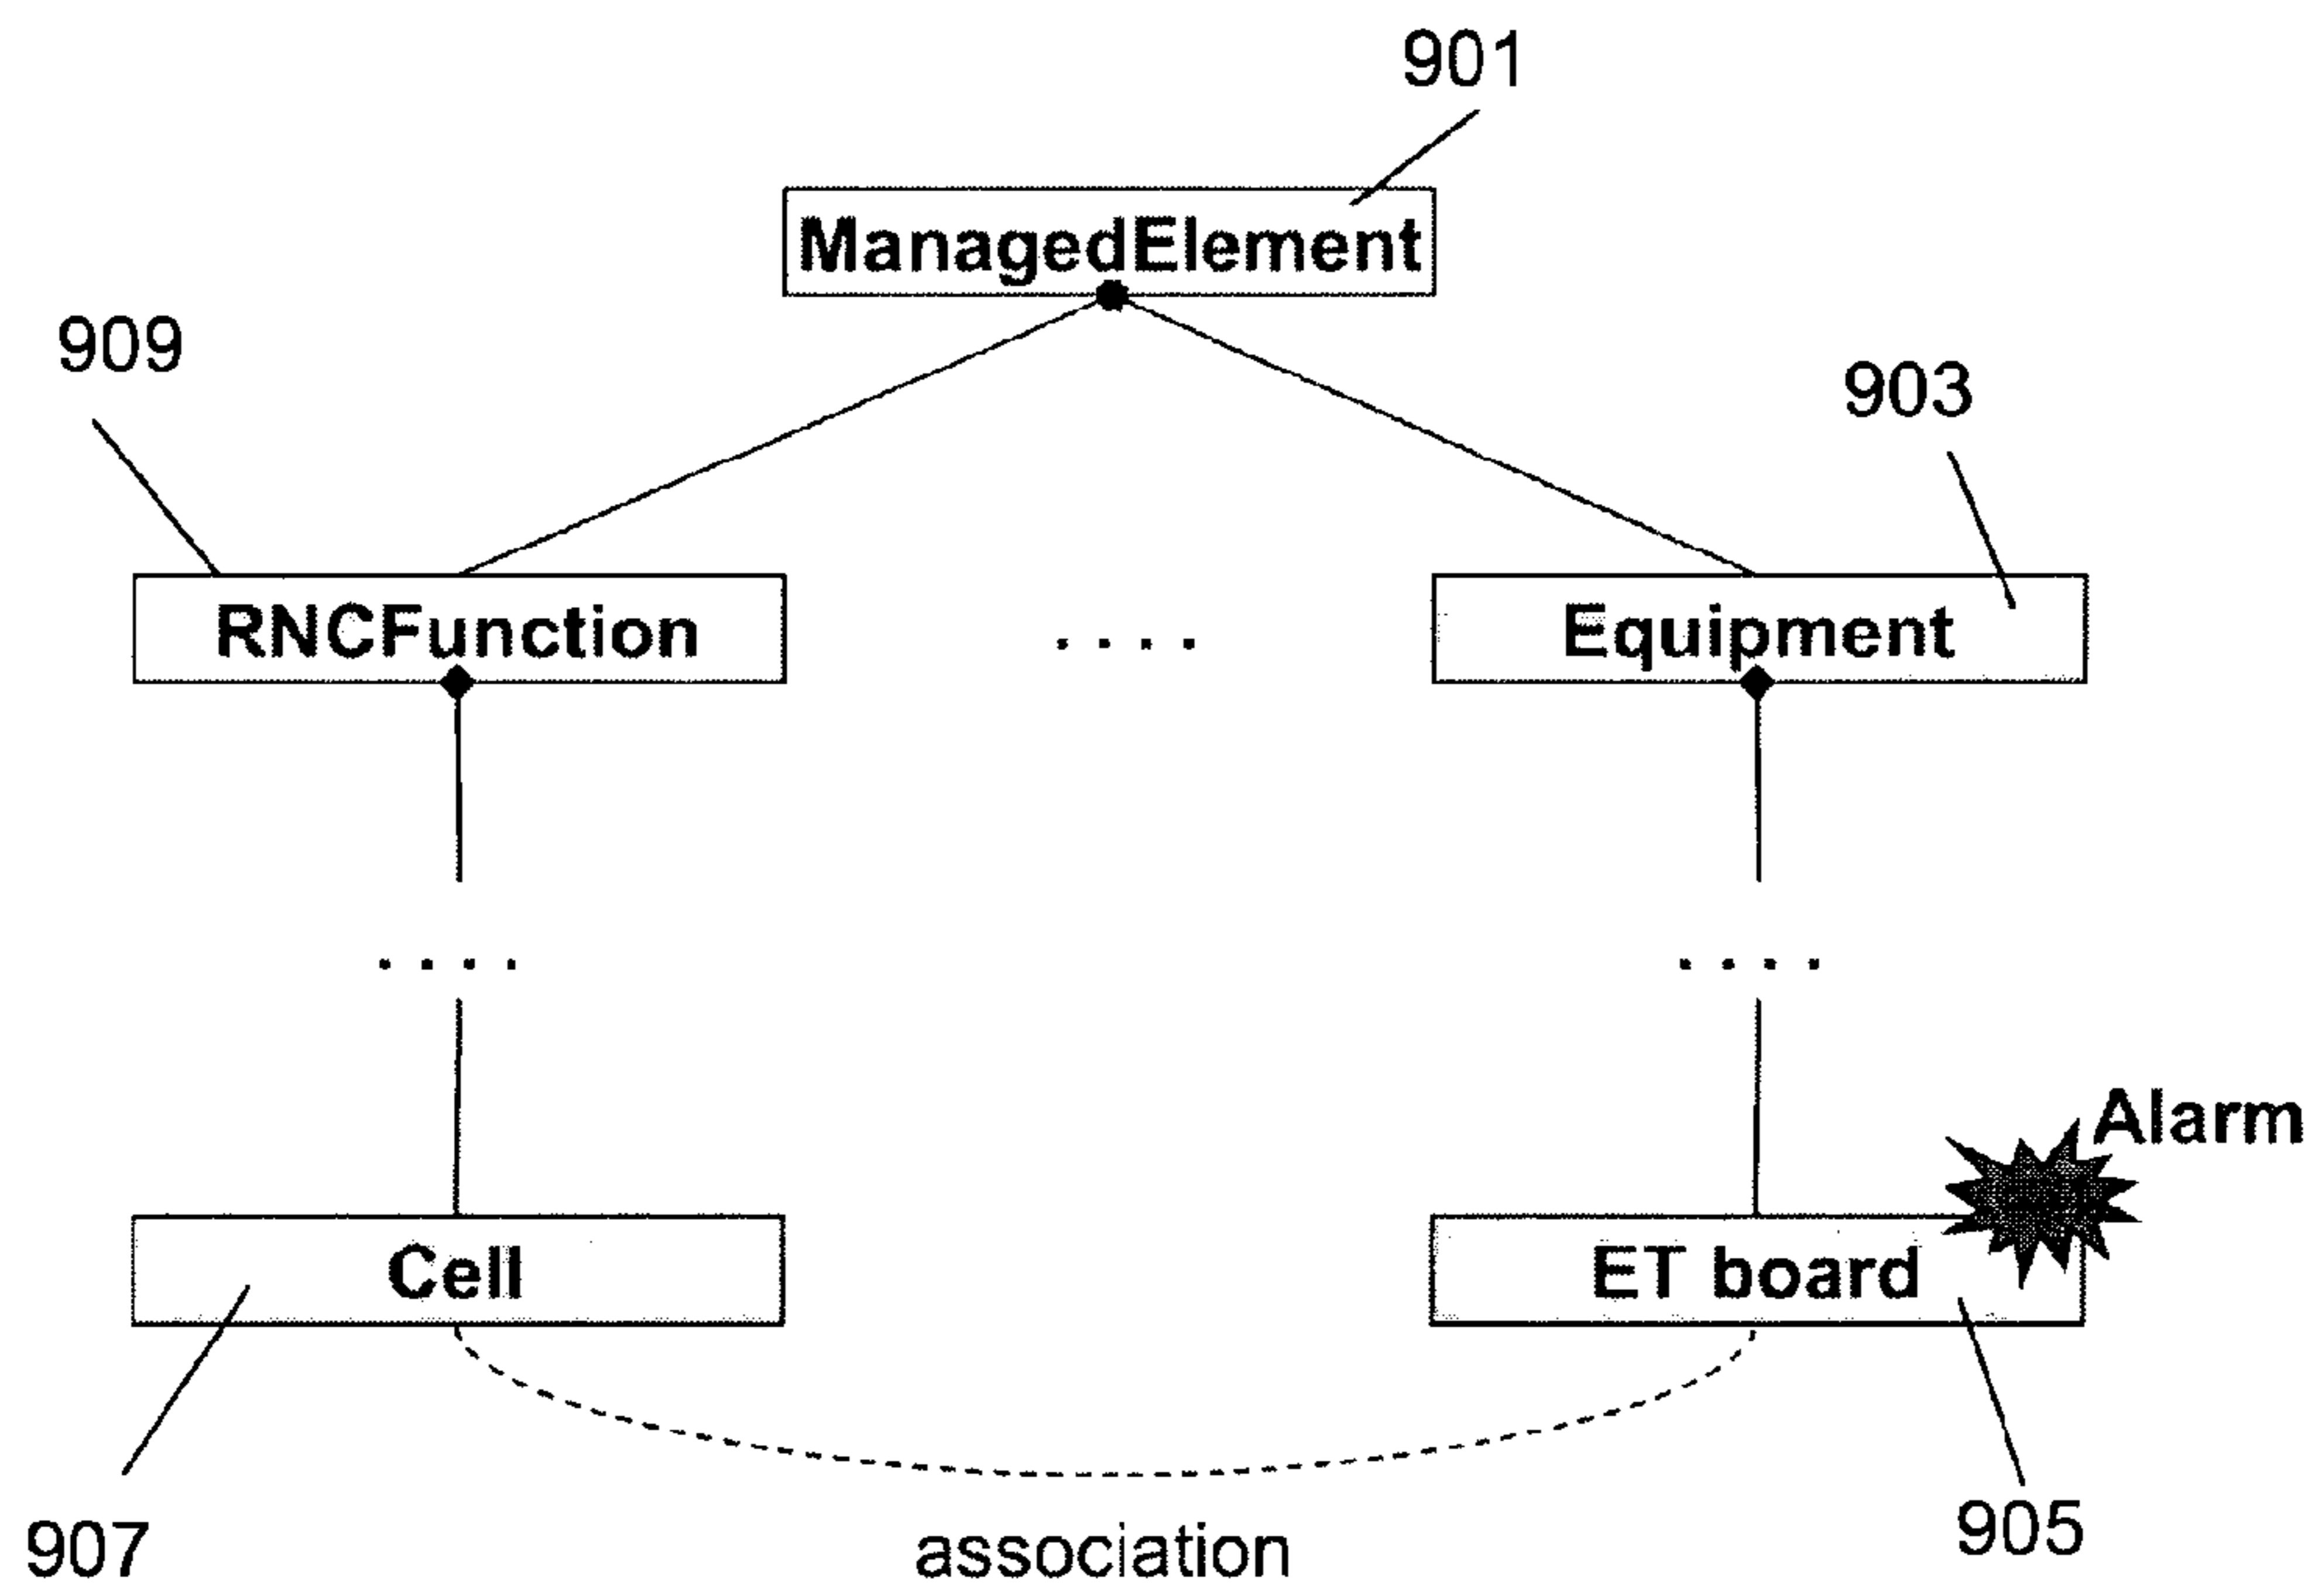 901
ManagedElement
909
903
RNCFunction
. . . .
Equipment
. . . .
. . . .
Alarm
Cell
ET board
907
association
905